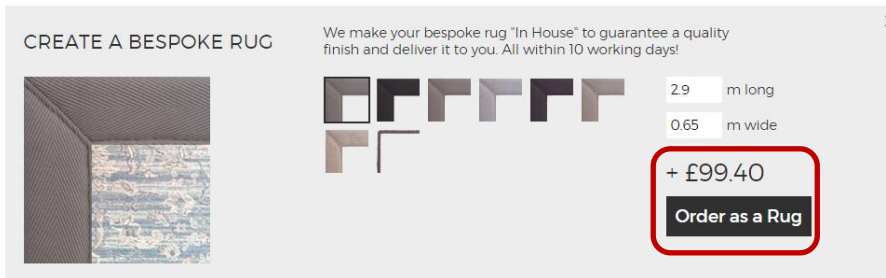 CREATE A BESPOKE RUG
We make your bespoke rug "In House" to guarantee a quality
finish and deliver it to you. All within 10 working days!
2.9 m long
0.65 m wide
+ £99.40
Order as a Rug